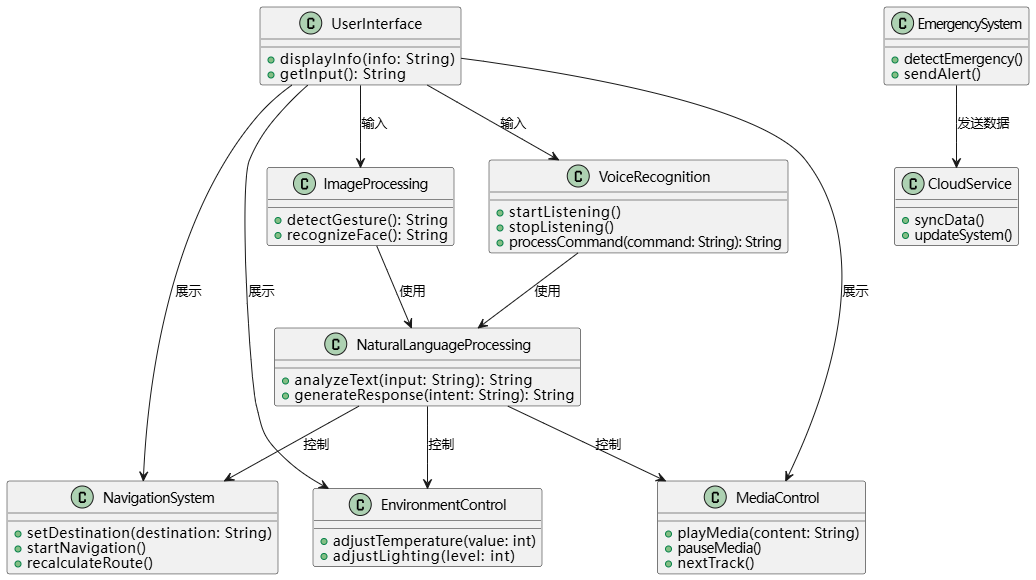 C UserInterface
displayInfo(info: String)
getInput(): String
C EmergencySystem
detectEmergency()
sendAlert()
输入
输入
发送数据
C ImageProcessing
detectGesture(): String
recognizeFace(): String
C VoiceRecognition
startListening()
stopListening()
processCommand(command: String): String
C CloudService
syncData()
updateSystem()
展示
展示
使用
使用
展示
C NaturalLanguageProcessing
analyzeText(input: String): String
generateResponse(intent: String): String
控制
控制
控制
C NavigationSystem
setDestination(destination: String)
startNavigation()
recalculateRoute()
C EnvironmentControl
adjustTemperature(value: int)
adjustLighting(level: int)
C MediaControl
playMedia(content: String)
pauseMedia()
nextTrack()